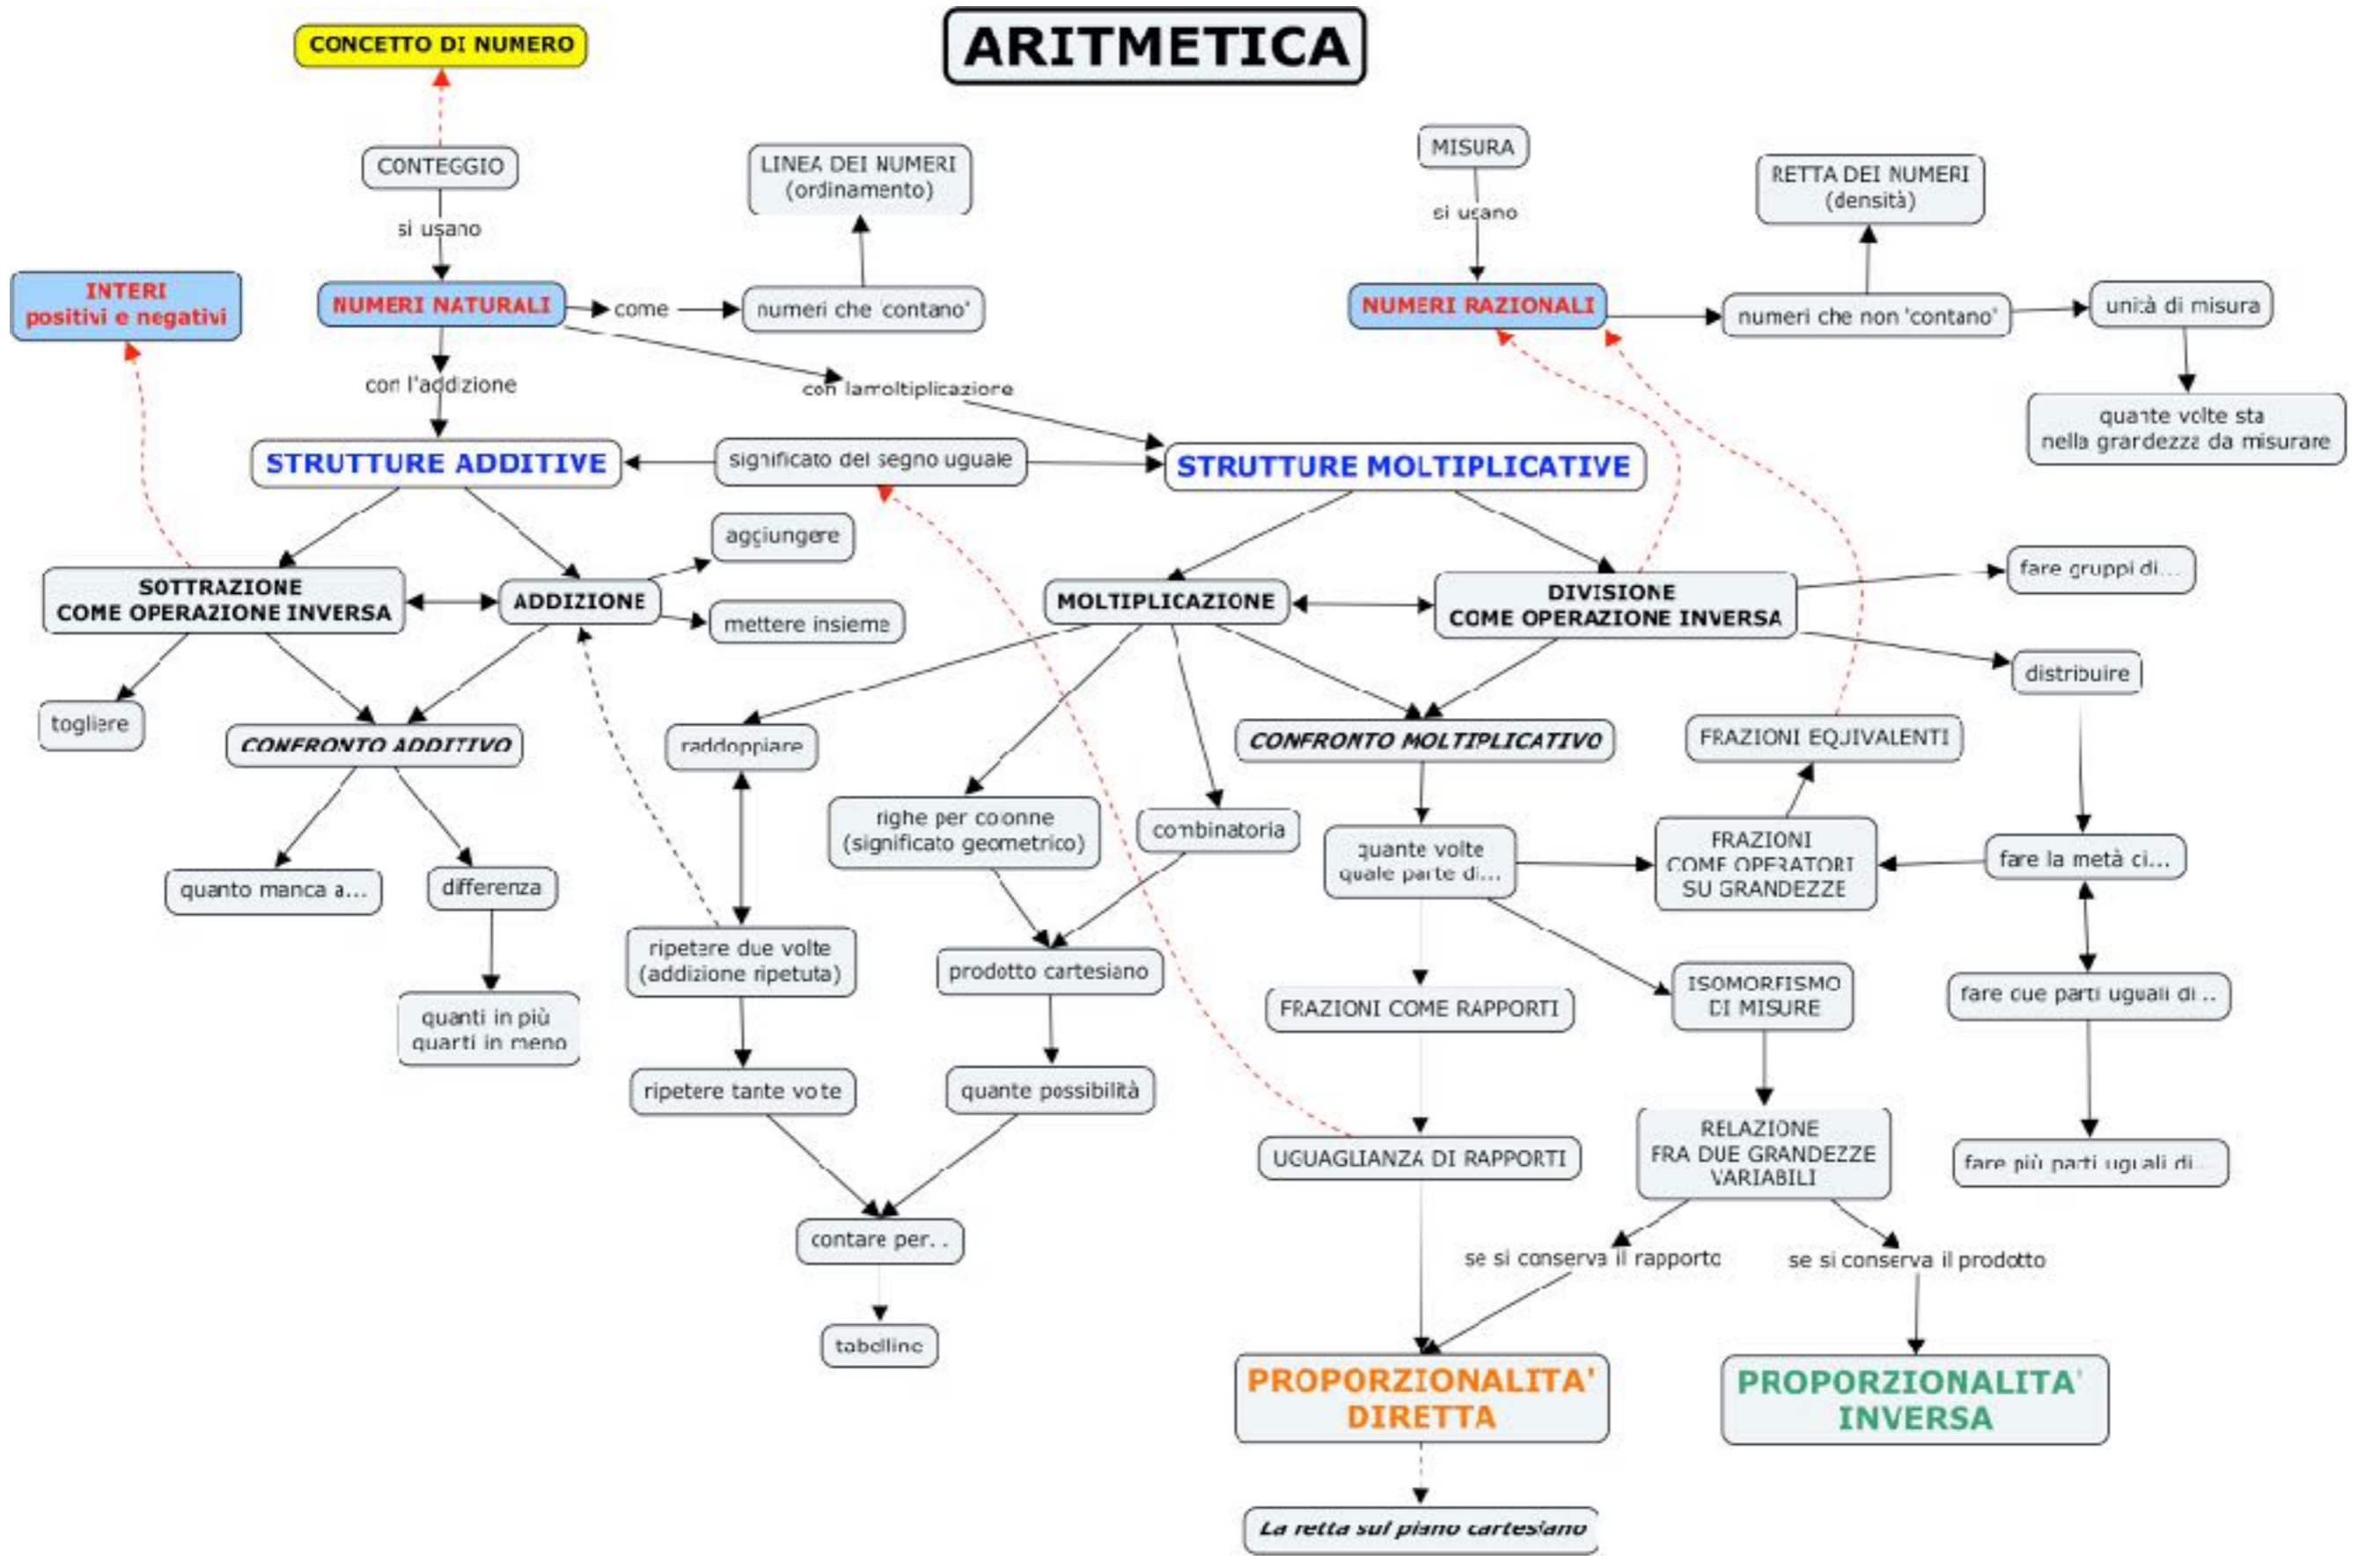 CONCETTO DI NUMERO
ARITMETICA
CONTEGGIO
LINEA DEI NUMERI
(ordinamento)
MISURA
RETTA DEI NUMERI
(densità)
si usano
si usano
INTERI
positivi e negativi
NUMERI NATURALI
come
numeri che 'contano'
NUMERI RAZIONALI
numeri che non 'contano'
unità di misura
con l'addizione
con lamoltiplicazione
quante volte sta
nella grandezza da misurare
STRUTTURE ADDITIVE
significato del segno uguale
STRUTTURE MOLTIPLICATIVE
aggiungere
SOTTRAZIONE
COME OPERAZIONE INVERSA
ADDIZIONE
mettere insieme
MOLTIPLICAZIONE
DIVISIONE
COME OPERAZIONE INVERSA
fare gruppi di...
distribuire
togliere
CONFRONTO ADDITIVO
raddoppiare
CONFRONTO MOLTIPLICATIVO
FRAZIONI EQUIVALENTI
righe per colonne
(significato geometrico)
combinatoria
quante volte
quale parte di...
FRAZIONI
COME OPERATORI
SU GRANDEZZE
fare la metà di...
quanto manca a...
differenza
ripetere due volte
(addizione ripetuta)
prodotto cartesiano
FRAZIONI COME RAPPORTI
ISOMORFISMO
DI MISURE
fare due parti uguali di...
quanti in più
quanti in meno
ripetere tante volte
quante possibilità
UGUAGLIANZA DI RAPPORTI
RELAZIONE
FRA DUE GRANDEZZE
VARIABILI
fare più parti uguali di...
contare per...
se si conserva il rapporto
se si conserva il prodotto
tabelline
PROPORZIONALITA'
DIRETTA
PROPORZIONALITA'
INVERSA
La retta sul piano cartesiano